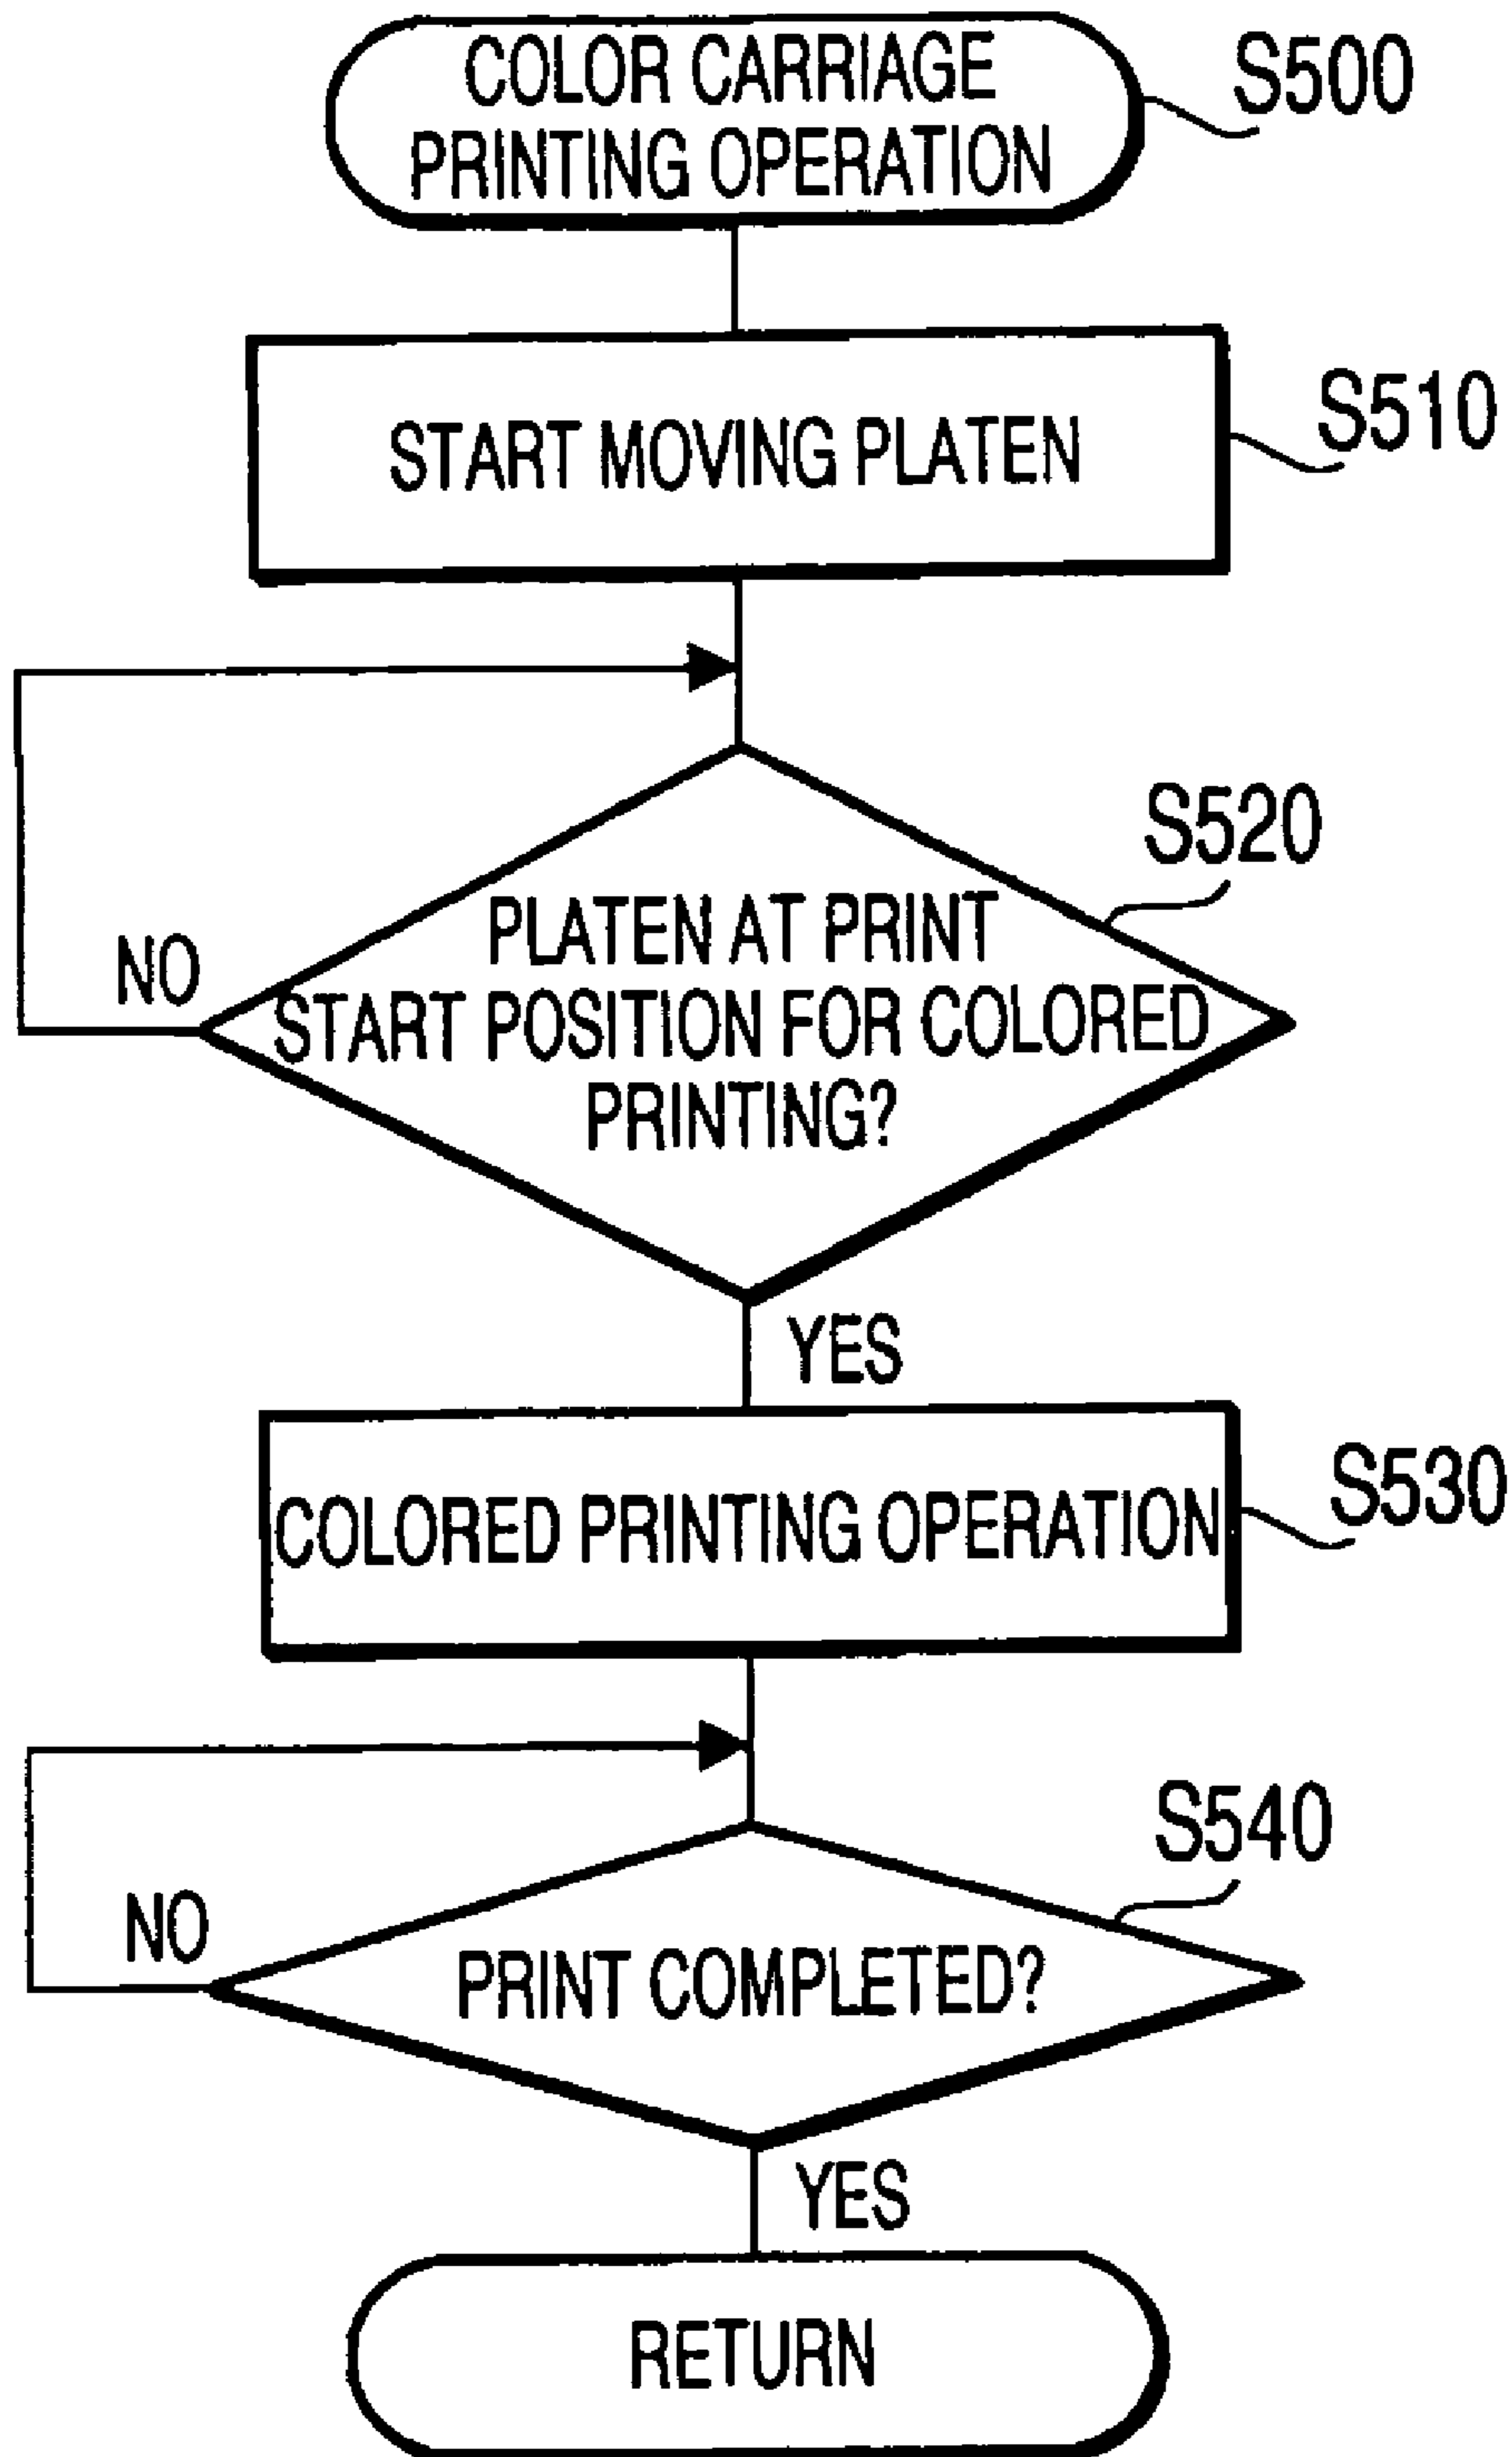 COLOR CARRIAGE
PRINTING OPERATION
S500
START MOVING PLATEN
S510
S520
PLATEN AT PRINT
START POSITION FOR COLORED
PRINTING?
NO
YES
COLORED PRINTING OPERATION
S530
S540
NO
PRINT COMPLETED?
YES
RETURN